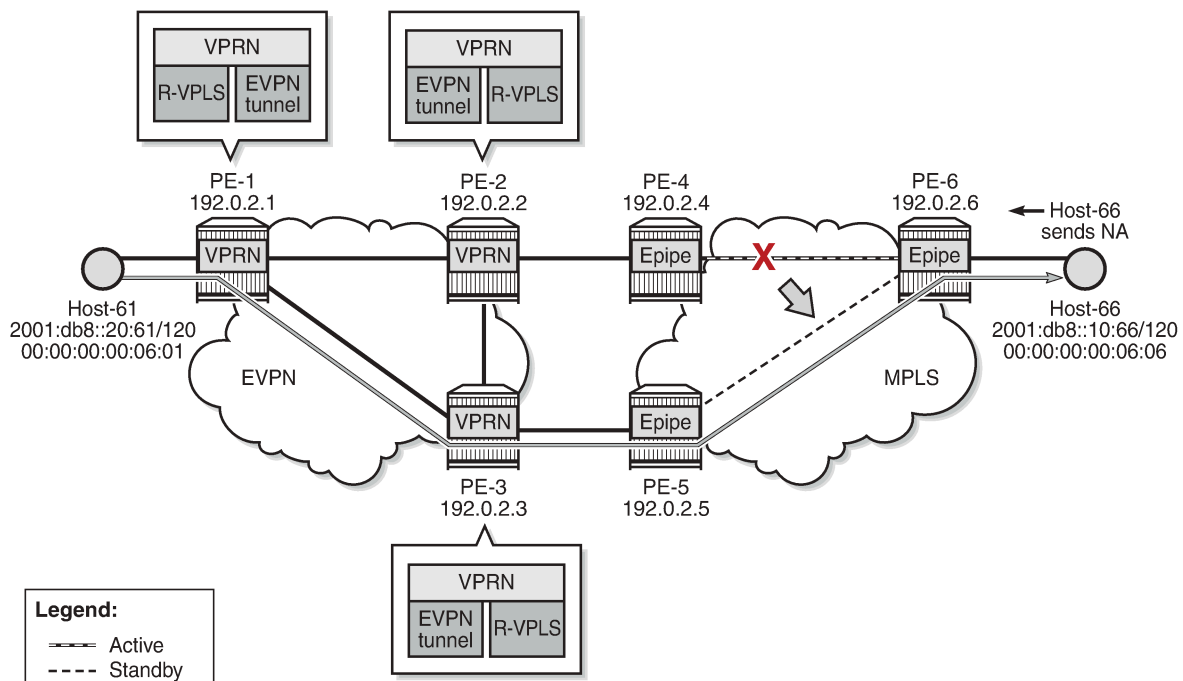 VPRN
R-VPLS
EVPN
tunnel
VPRN
EVPN
tunnel
R-VPLS
PE-1
192.0.2.1
PE-2
192.0.2.2
PE-4
192.0.2.4
PE-6
192.0.2.6
Host-66
sends NA
VPRN
VPRN
Epipe
X
Epipe
Host-61
2001:db8::20:61/120
00:00:00:00:06:01
Host-66
2001:db8::10:66/120
00:00:00:00:06:06
EVPN
MPLS
VPRN
Epipe
PE-3
192.0.2.3
PE-5
192.0.2.5
VPRN
EVPN
tunnel
R-VPLS
Legend:
Active
Standby